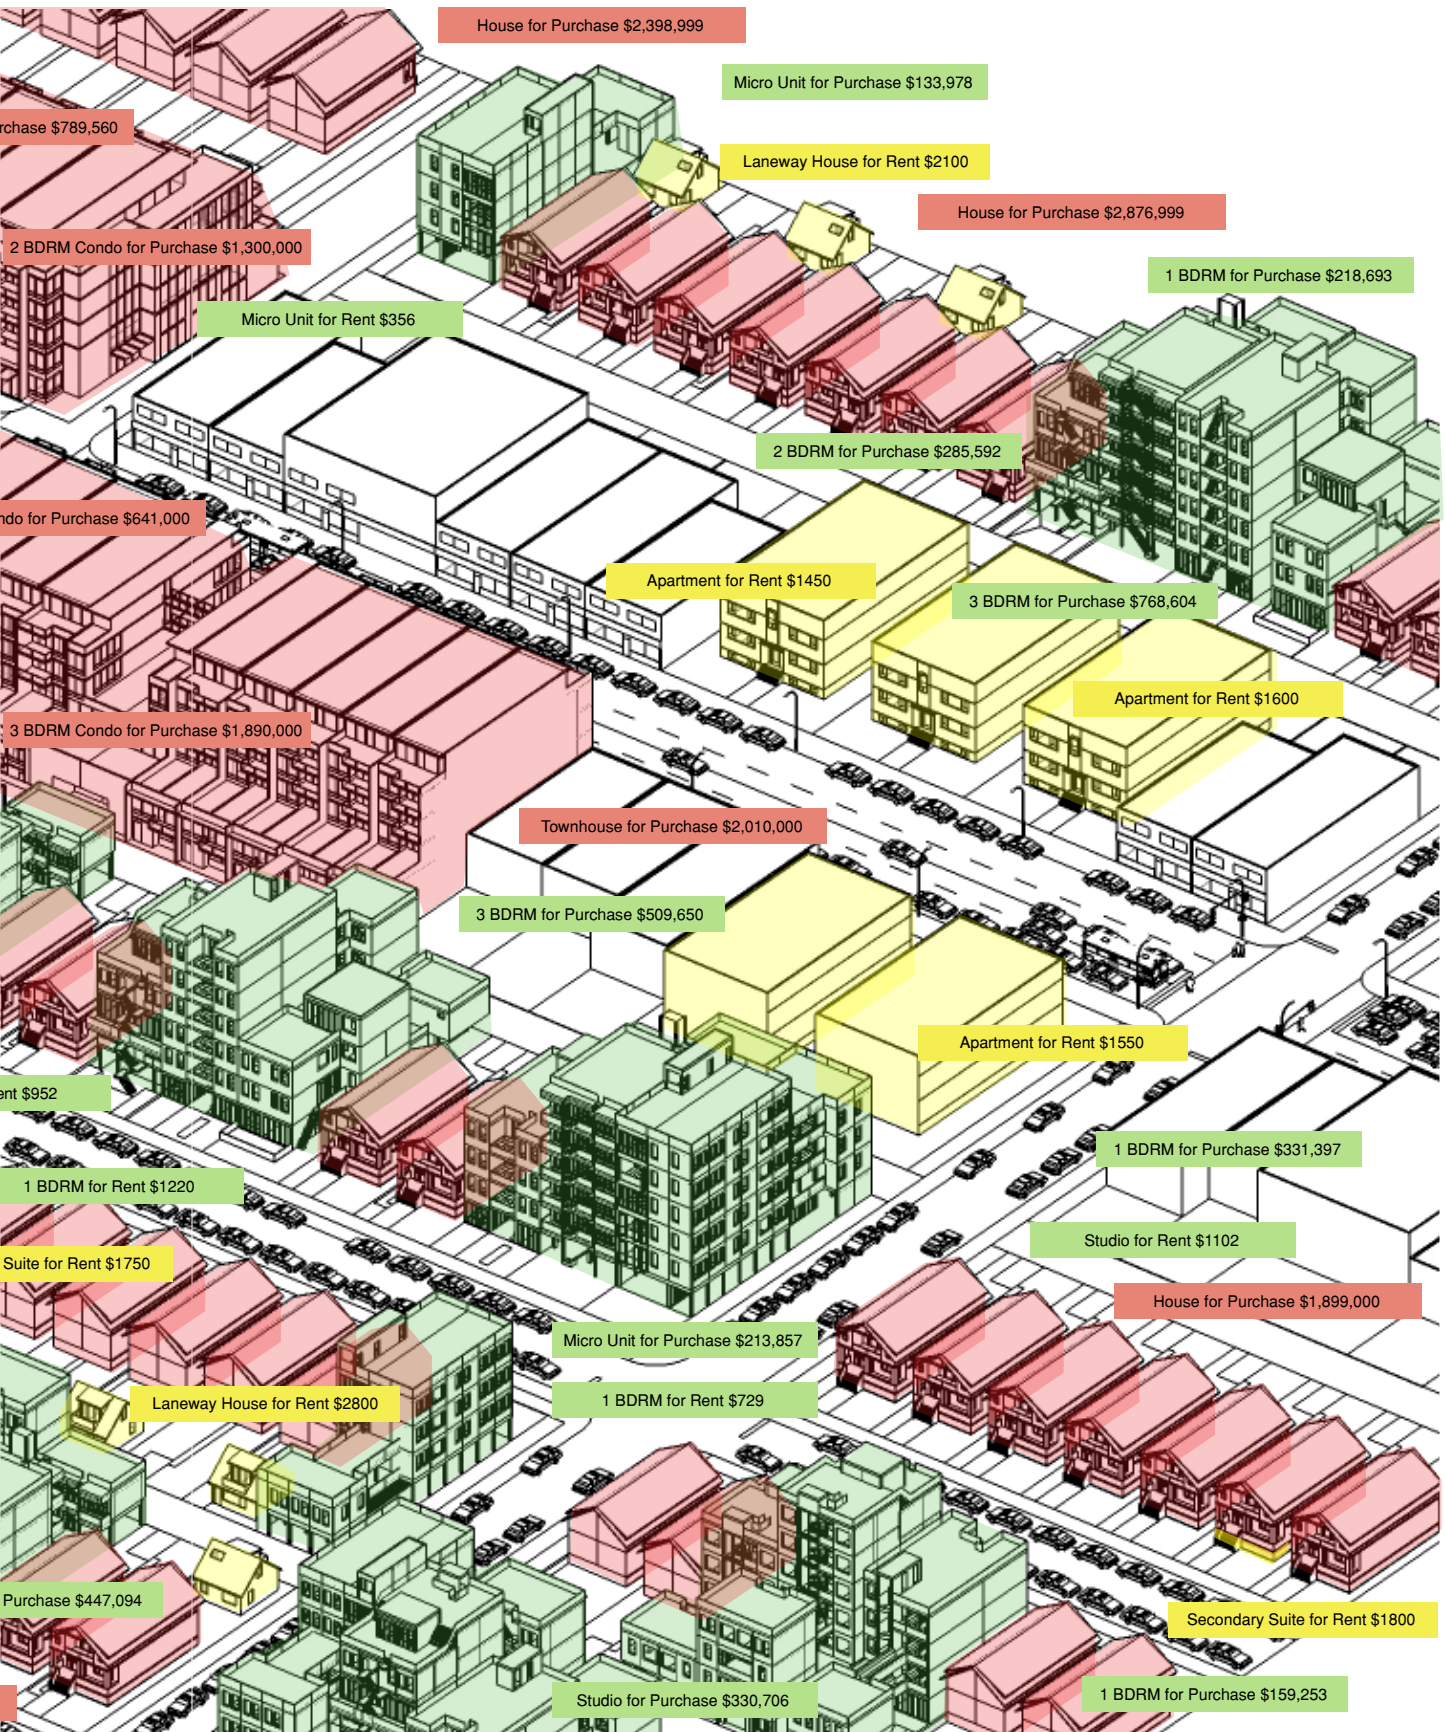 House for Purchase $2,398,999
Micro Unit for Purchase $133,978
rchase $789,560
Laneway House for Rent $2100
House for Purchase $2,876,999
2 BDRM Condo for Purchase $1,300,000
1 BDRM for Purchase $218,693
Micro Unit for Rent $356
2 BDRM for Purchase $285,592
ndo for Purchase $641,000
Apartment for Rent $1450
3 BDRM for Purchase $768,604
Apartment for Rent $1600
3 BDRM Condo for Purchase $1,890,000
Townhouse for Purchase $2,010,000
3 BDRM for Purchase $509,650
Apartment for Rent $1550
ent $952
1 BDRM for Purchase $331,397
1 BDRM for Rent $1220
Studio for Rent $1102
Suite for Rent $1750
House for Purchase $1,899,000
Micro Unit for Purchase $213,857
Laneway House for Rent $2800
1 BDRM for Rent $729
Purchase $447,094
Secondary Suite for Rent $1800
Studio for Purchase $330,706
1 BDRM for Purchase $159,253